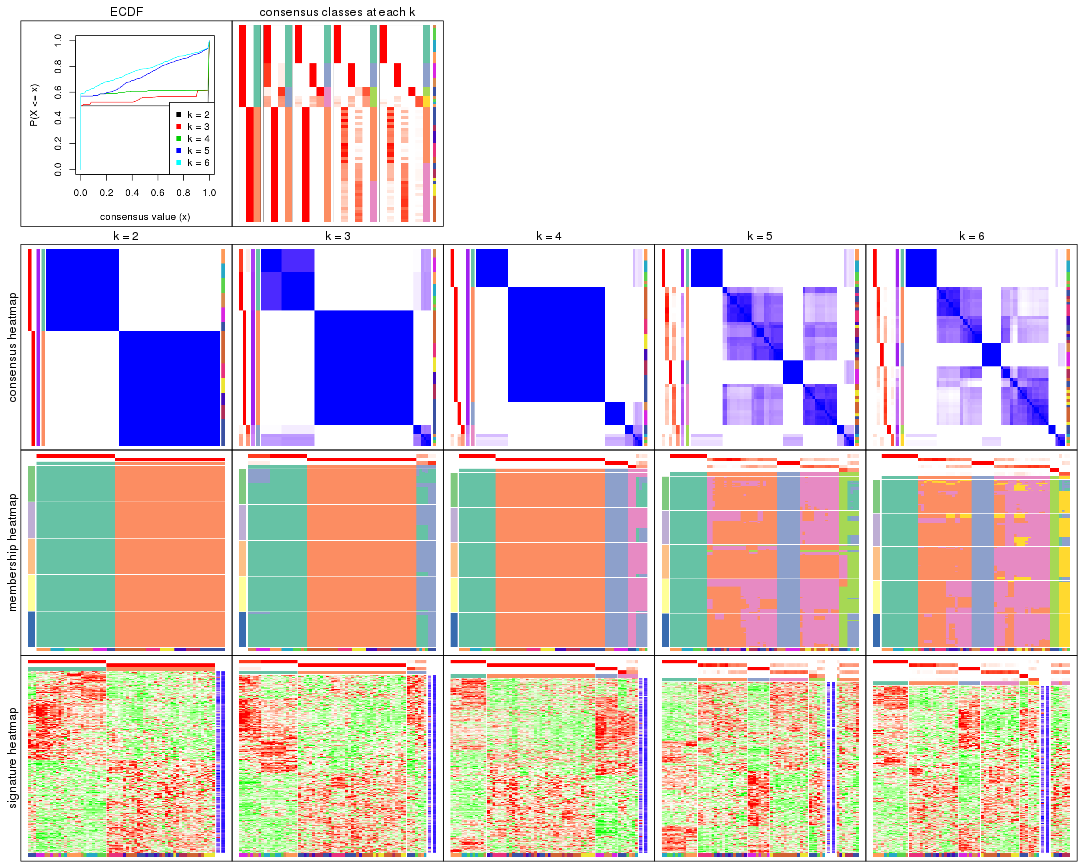 ECDF
consensus classes at each k
P(X <= x)
0.0 0.2 0.4 0.6 0.8 1.0
k = 2
k = 3
k = 4
k = 5
k = 6
0.0 0.2 0.4 0.6 0.8 1.0
consensus value (x)
k = 2
k = 3
k = 4
k = 5
k = 6
consensus heatmap
membership heatmap
signature heatmap